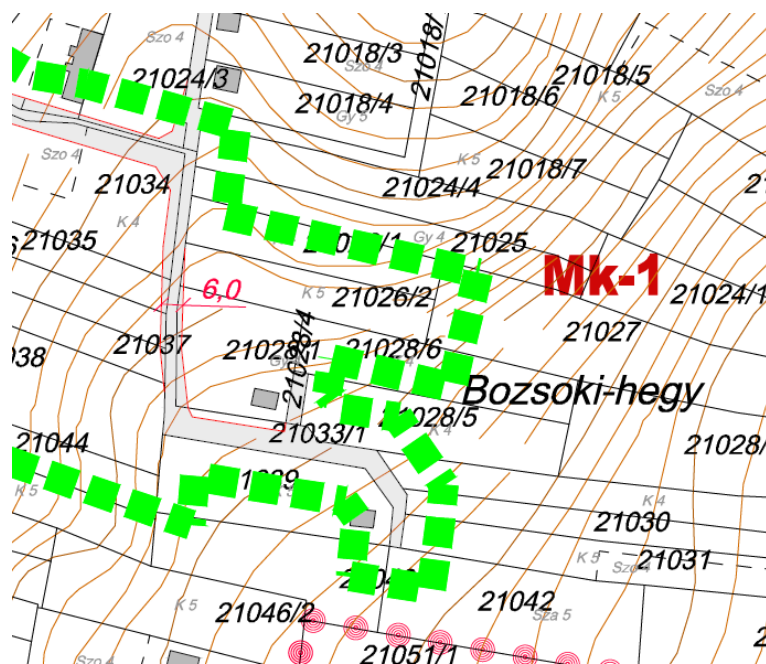 Szo 4
21018/3
Szo 4
21018/
21018/5
21024/3
K 5
Szo 4
21018/6
21018/4
Gy 5
Szo 4
K 5
21018/7
21034
21024/4
K 4
21035
Gy 4
21025
Mk-1
6,0
K 5
21026/2
21024/1
21027
21037
21028/1
21028/4
21028/6
Bozsoki-hegy
21028/5
21033/1
K 4
21044
21028/
K 5
K 5
K 4
21030
K 5
21031
Szo 4
K 5
21046/2
21042
Sza 5
21051/1
Szo 4